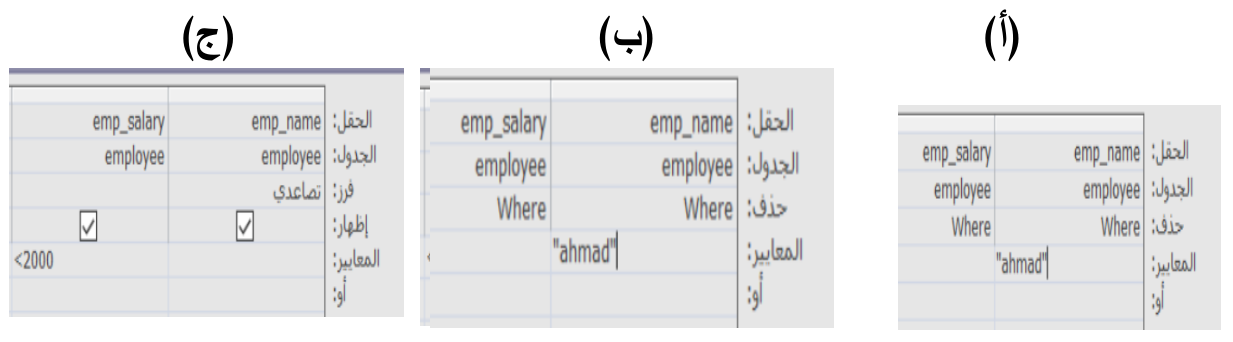 (أ)
الحقل: emp_name emp_salary
الجدول: employee employee
حذف: Where Where
المعايير: "ahmad"
أو:
(ب)
الحقل: emp_name emp_salary
الجدول: employee employee
حذف: Where Where
المعايير: "ahmad"
أو:
(ج)
الحقل: emp_name emp_salary
الجدول: employee employee
فرز: تصاعدي
إظهار:
المعايير: <2000
أو: